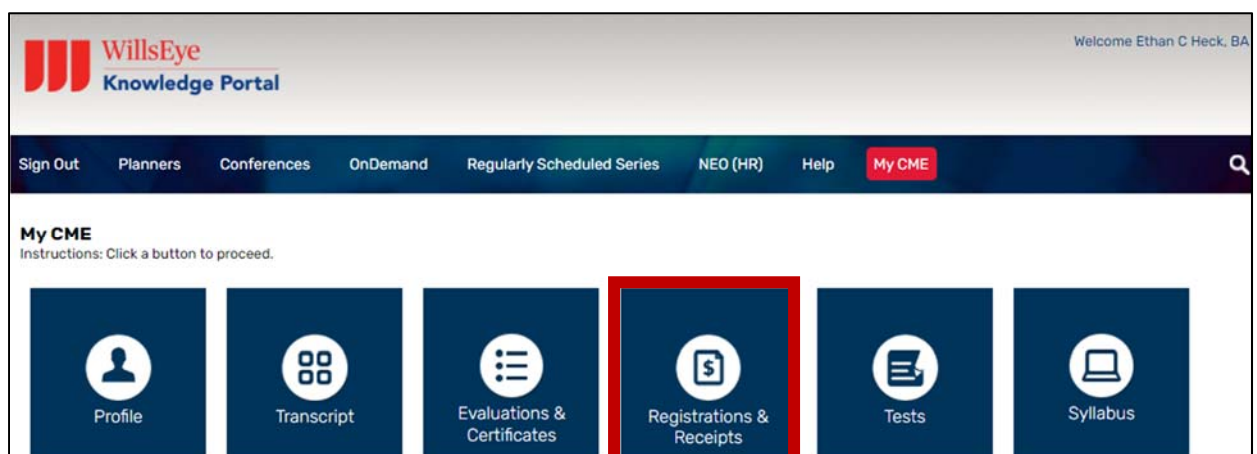 WillsEye
Knowledge Portal
Welcome Ethan C Heck, BA
Sign Out Planners Conferences OnDemand Regularly Scheduled Series NEO (HR) Help My CME
My CME
Instructions: Click a button to proceed.
Profile
Transcript
Evaluations &
Certificates
Registrations &
Receipts
Tests
Syllabus